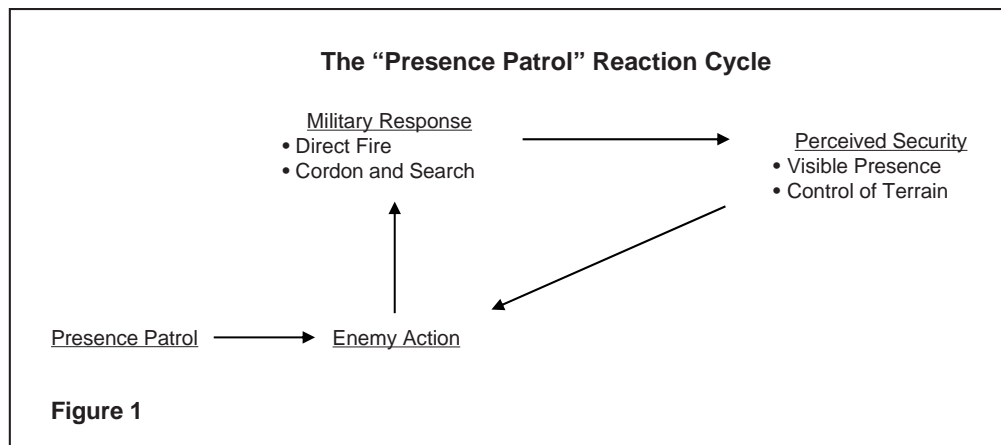 The “Presence Patrol” Reaction Cycle
Military Response
• Direct Fire
• Cordon and Search
Perceived Security
• Visible Presence
• Control of Terrain
Presence Patrol
Enemy Action
Figure 1